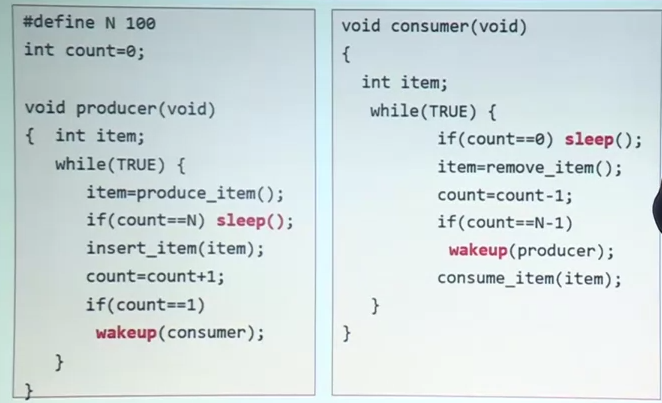 #define N 100
int count=0;
void producer(void)
{ int item;
while(TRUE) {
item=produce_item();
if(count==N) sleep();
insert_item(item);
count=count+1;
if(count==1)
wakeup(consumer);
}
}
void consumer(void)
{
int item;
while(TRUE) {
if(count==0) sleep();
item=remove_item();
count=count-1;
if(count==N-1)
wakeup(producer);
consume_item(item);
}
}